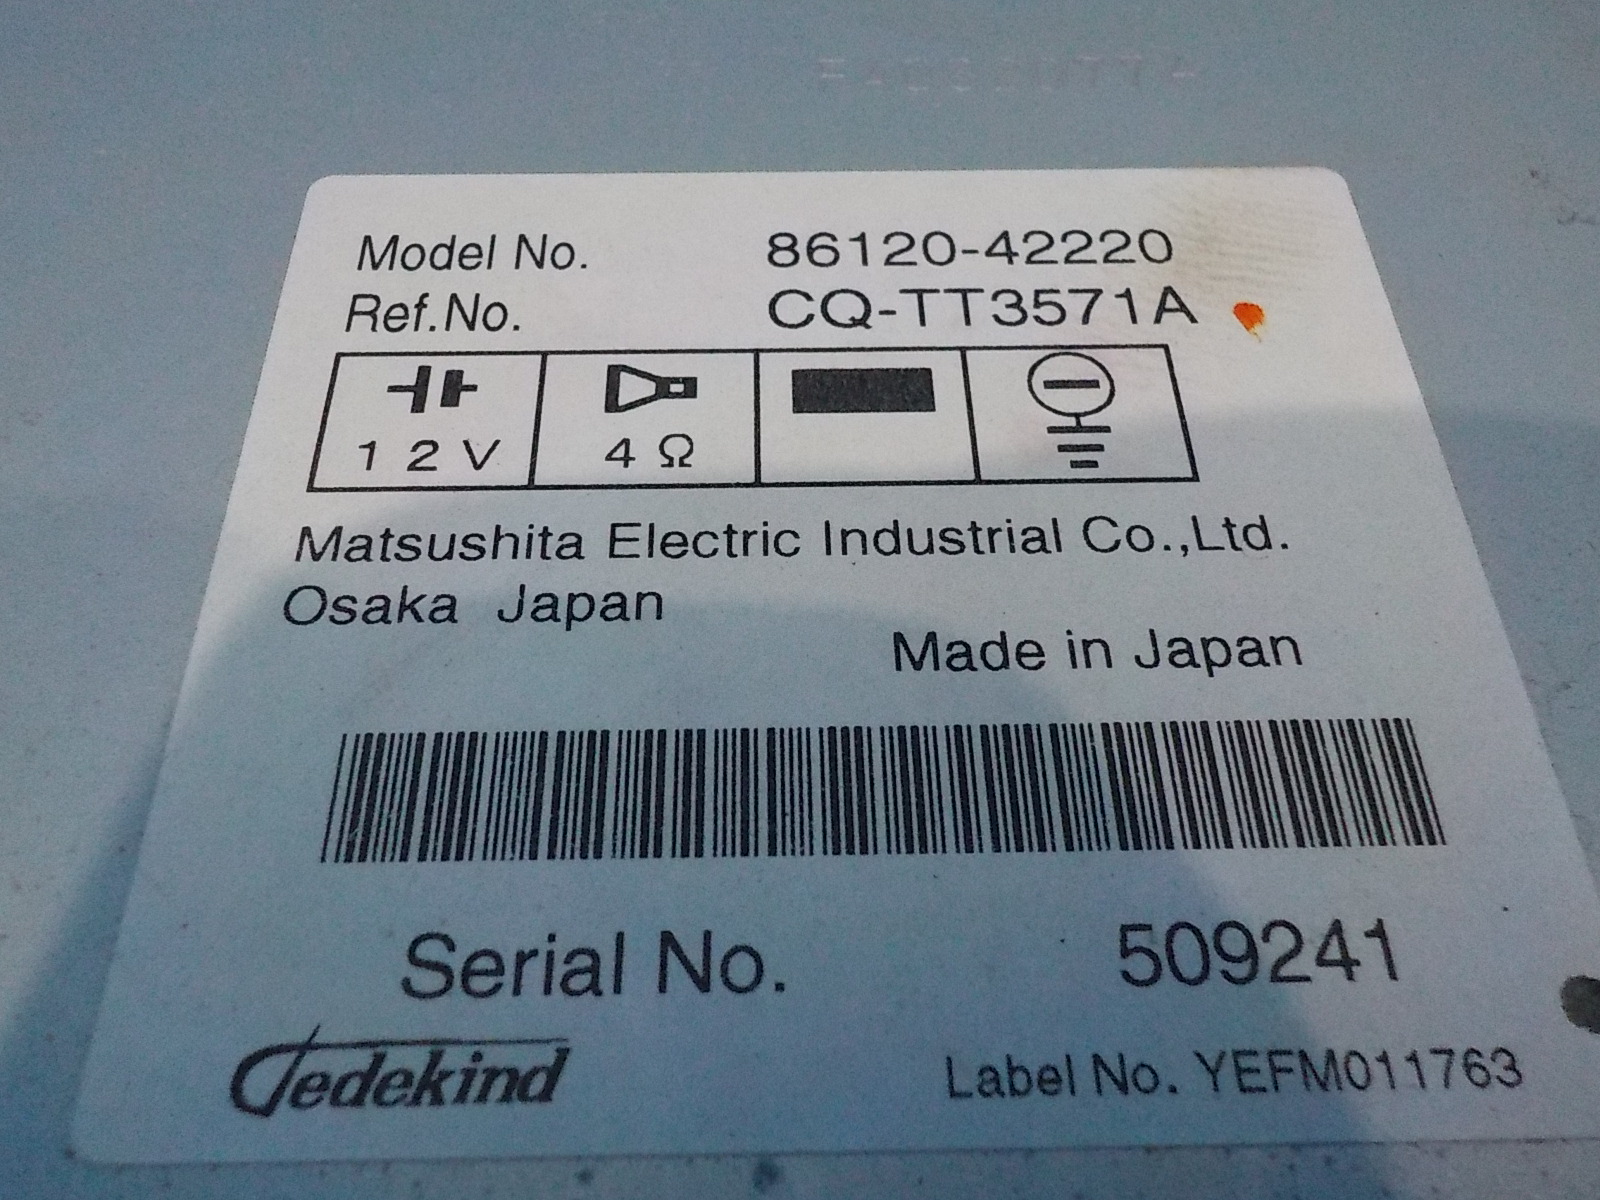 Model No. 86120-42220
Ref.No. CQ-TT3571A
12V 4Ω
Matsushita Electric Industrial Co.,Ltd.
Osaka Japan
Made in Japan
Serial No. 509241
Dedekind Label No. YEFM011763